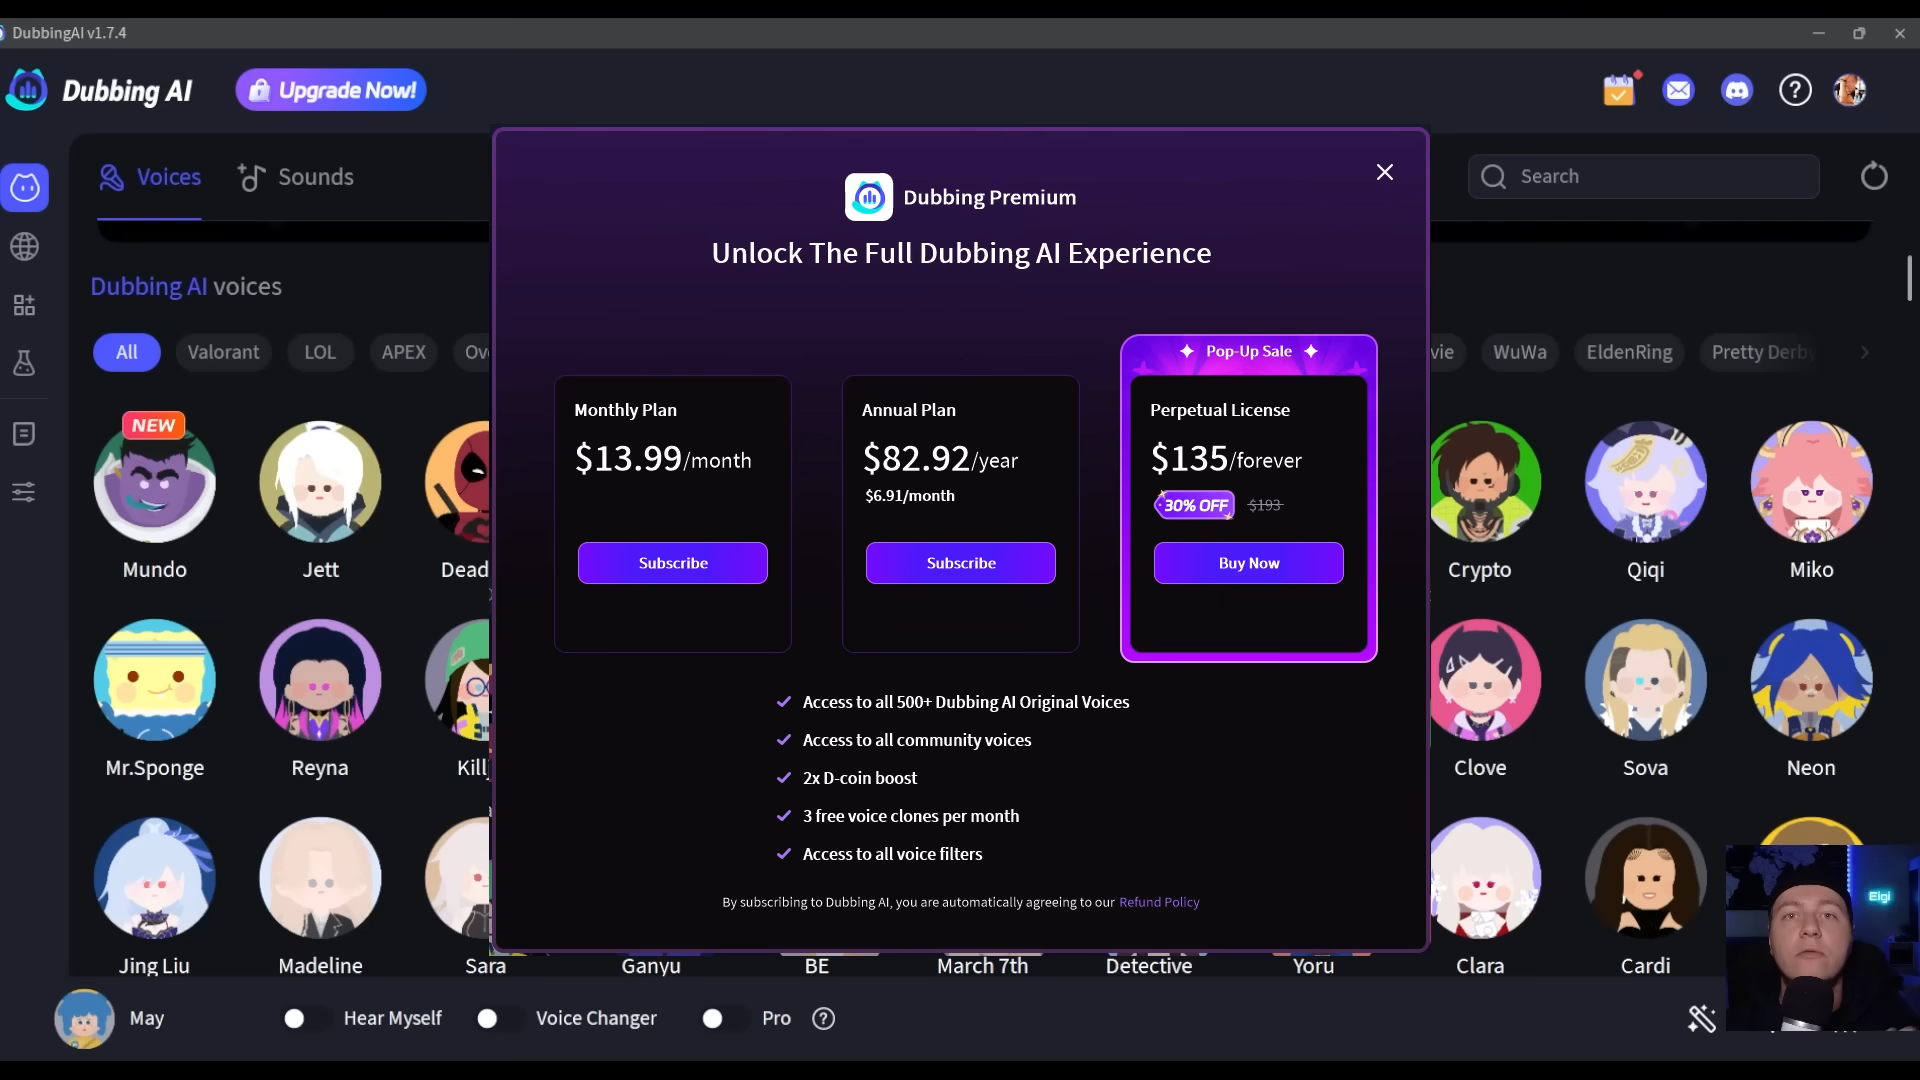 DubbingAI v1.7.4
Dubbing AI
Upgrade Now!
Voices
Sounds
Search
Dubbing Premium
Unlock The Full Dubbing AI Experience
Dubbing AI voices
All
Valorant
LOL
APEX
WuWa
EldenRing
Pretty Derby
Pop-Up Sale
Monthly Plan
$13.99/month
Subscribe
Annual Plan
$82.92/year
$6.91/month
Subscribe
Perpetual License
$135/forever
30% OFF $193
Buy Now
NEW
Mundo
Jett
Dead
Crypto
Qiqi
Miko
Access to all 500+ Dubbing AI Original Voices
Access to all community voices
2x D-coin boost
3 free voice clones per month
Access to all voice filters
By subscribing to Dubbing AI, you are automatically agreeing to our Refund Policy
Mr.Sponge
Reyna
Killj
Clove
Sova
Neon
Eigi
Jing Liu
Madeline
Sara
Ganyu
BE
March 7th
Detective
Yoru
Clara
Cardi
May
Hear Myself
Voice Changer
Pro